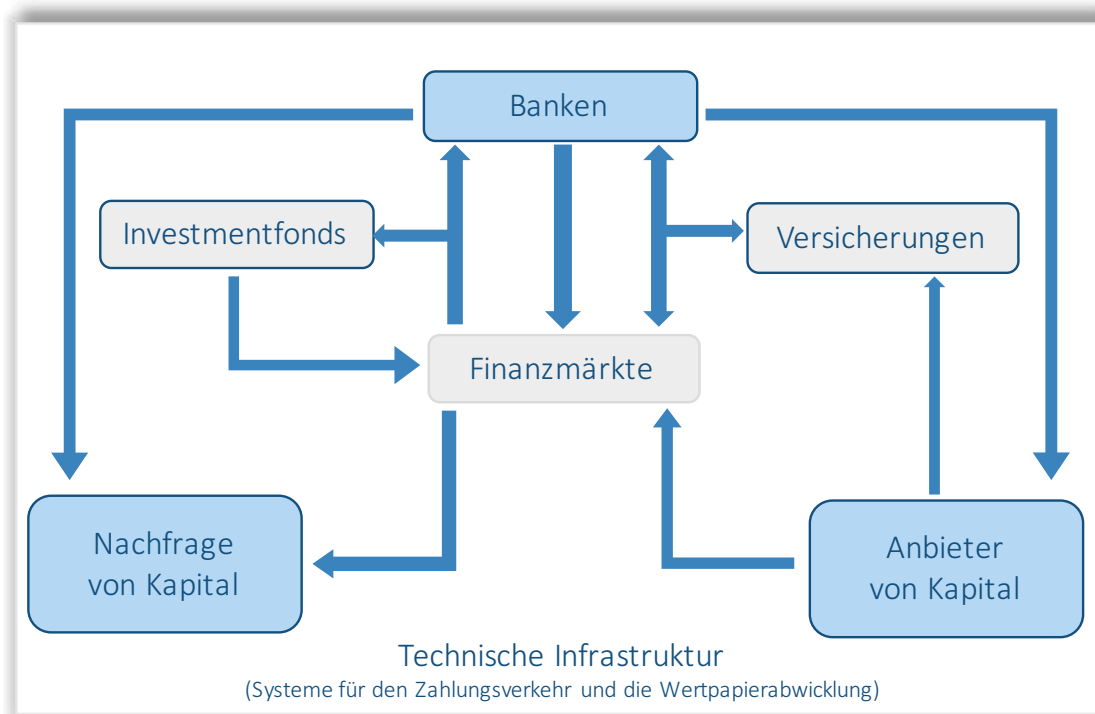 Banken
Investmentfonds
Versicherungen
Finanzmärkte
Nachfrage
von Kapital
Anbieter
von Kapital
Technische Infrastruktur
(Systeme für den Zahlungsverkehr und die Wertpapierabwicklung)